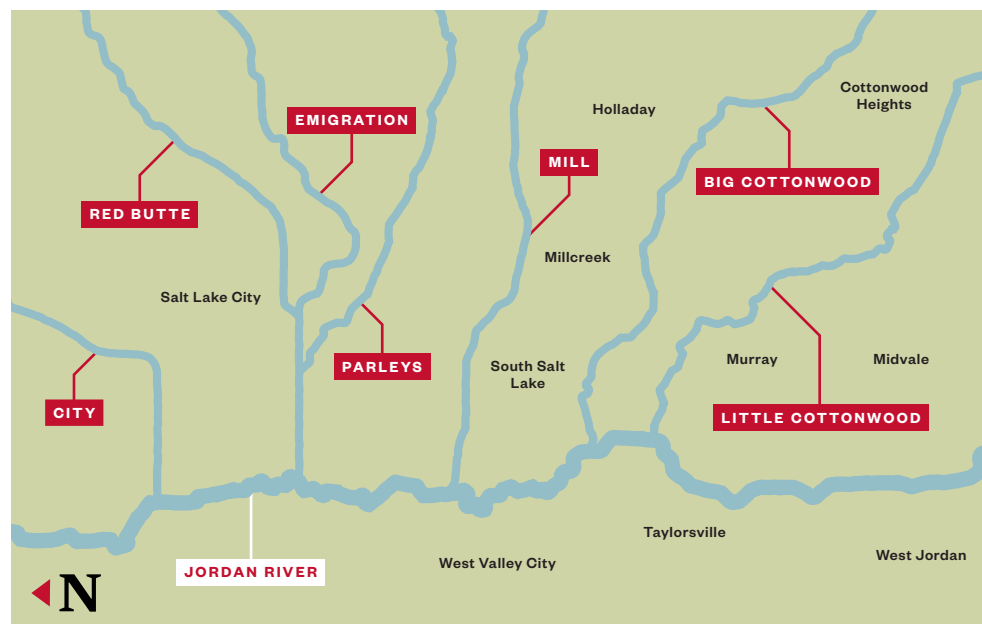 Cottonwood
Heights
Holladay
EMIGRATION
MILL
BIG COTTONWOOD
RED BUTTE
Millcreek
Salt Lake City
PARLEYS
South Salt
Lake
Murray
Midvale
CITY
LITTLE COTTONWOOD
Taylorsville
West Jordan
West Valley City
JORDAN RIVER
N